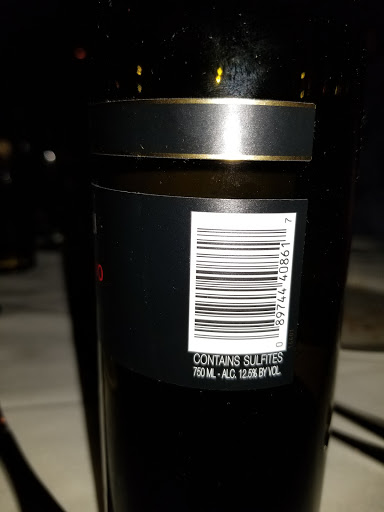 0 89744 40861 7
CONTAINS SULFITES
750 ML - ALC. 12.5% BY VOL.